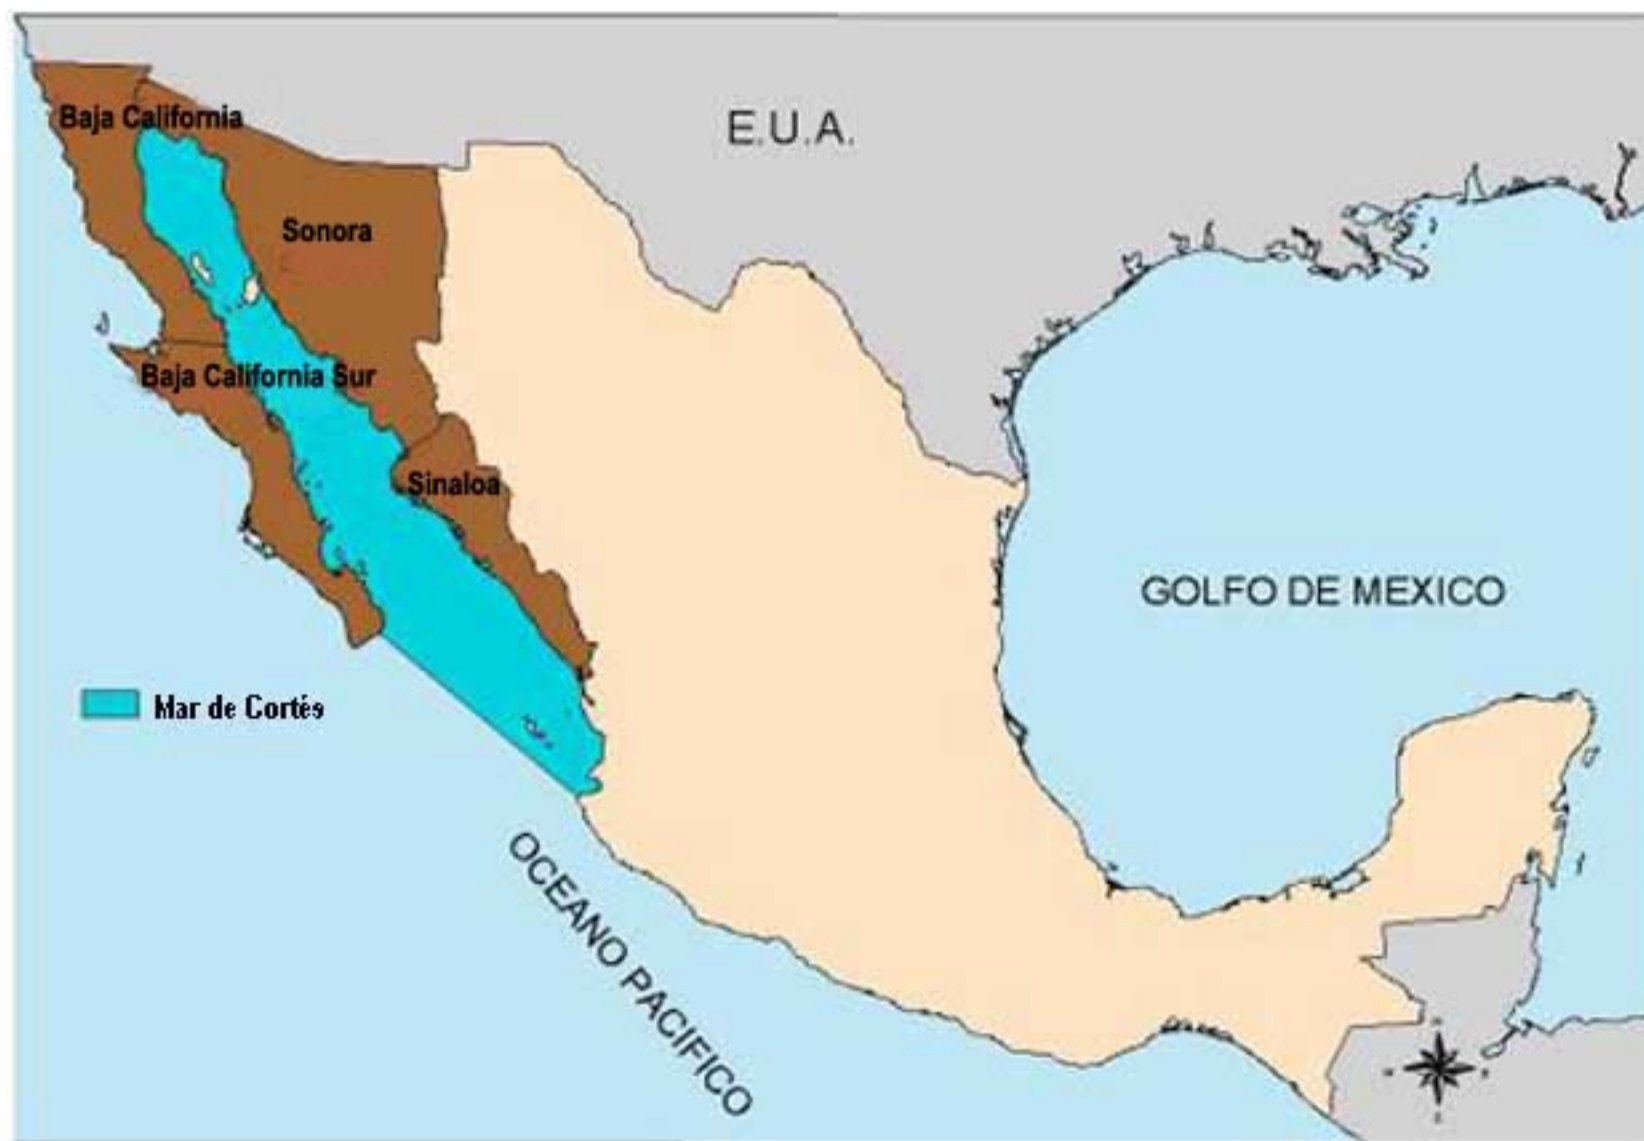 Baja California
E.U.A.
Sonora
Baja California Sur
Sinaloa
GOLFO DE MEXICO
Mar de Cortés
OCEANO PACIFICO